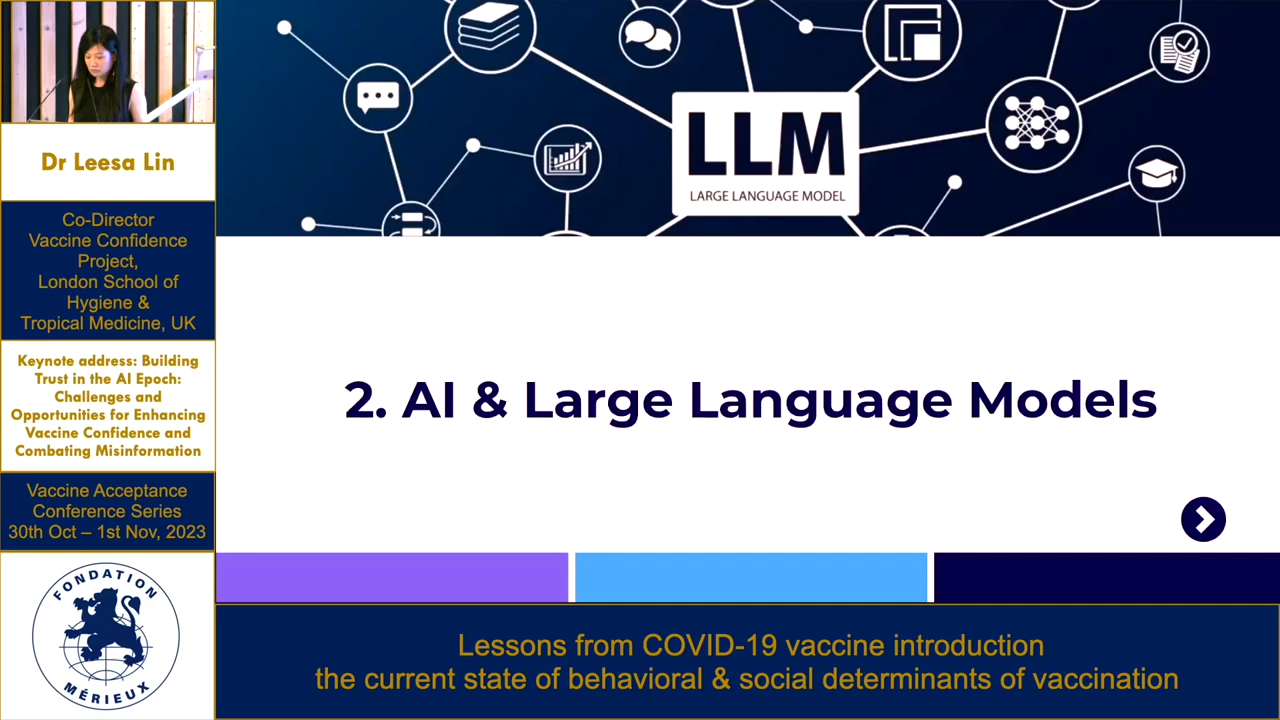 Dr Leesa Lin
Co-Director
Vaccine Confidence
Project,
London School of
Hygiene &
Tropical Medicine, UK
Keynote address: Building
Trust in the AI Epoch:
Challenges and
Opportunities for Enhancing
Vaccine Confidence and
Combating Misinformation
Vaccine Acceptance
Conference Series
30th Oct – 1st Nov, 2023
FONDATION
MÉRIEUX
LLM
LARGE LANGUAGE MODEL
2. AI & Large Language Models
Lessons from COVID-19 vaccine introduction
the current state of behavioral & social determinants of vaccination